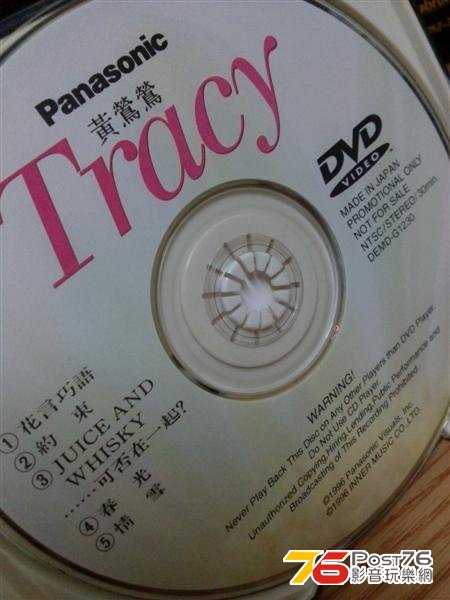 Panasonic
黃鶯鶯
Tracy
DVD
VIDEO
MADE IN JAPAN
PROMOTIONAL ONLY
NOT FOR SALE
NTSC/STEREO/30min.
DEMD-G1230
① 花言巧語
② 約束
③ JUICE AND
WHISKY
……可否在一起?
④ 春光
⑤ 情雪
WARNING!
Never Play Back This Disc on Any Other Players than DVD Player.
Do Not Use CD Player.
Unauthorized Copying,Hiring,Lending,Public Performance and
Broadcasting of This Recording Prohibited.
©1996 Panasonic Visuals, Inc.
©1996 INNER MUSIC CO.,LTD.
76 Post76
影音玩樂網